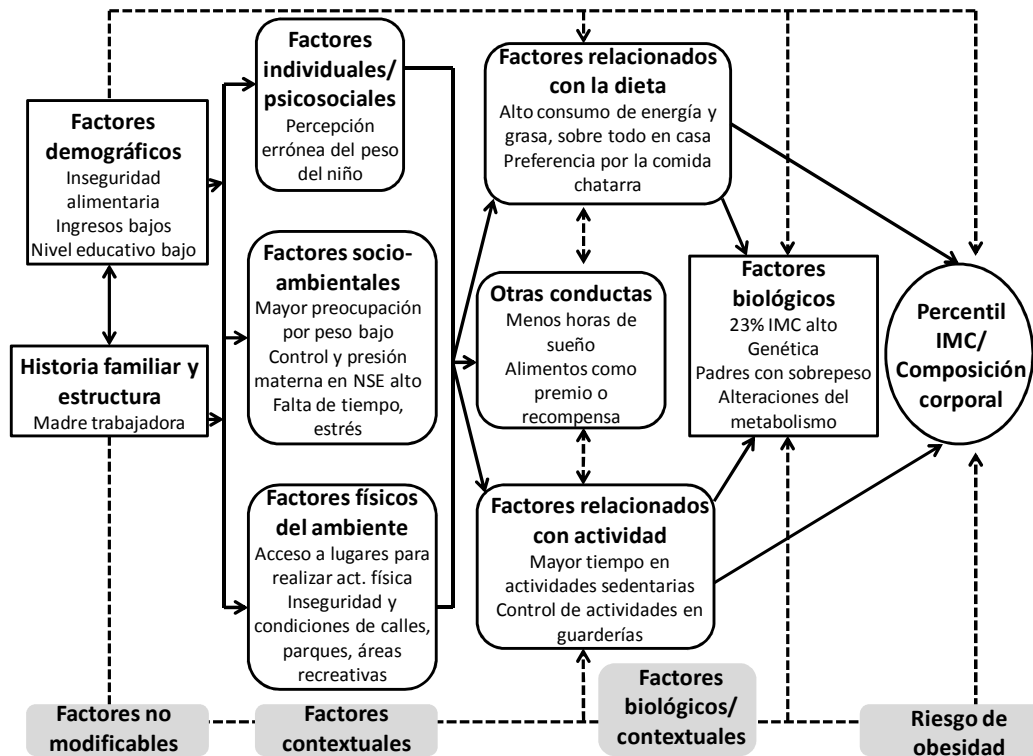 Factores
demográficos
Inseguridad
alimentaria
Ingresos bajos
Nivel educativo bajo
Historia familiar y
estructura
Madre trabajadora
Factores
individuales/
psicosociales
Percepción
errónea del peso
del niño
Factores socio-
ambientales
Mayor preocupación
por peso bajo
Control y presión
materna en NSE alto
Falta de tiempo,
estrés
Factores físicos
del ambiente
Acceso a lugares para
realizar act. física
Inseguridad y
condiciones de calles,
parques, áreas
recreativas
Factores relacionados
con la dieta
Alto consumo de energía y
grasa, sobre todo en casa
Preferencia por la comida
chatarra
Otras conductas
Menos horas de
sueño
Alimentos como
premio o
recompensa
Factores relacionados
con actividad
Mayor tiempo en
actividades sedentarias
Control de actividades en
guarderías
Factores
biológicos
23% IMC alto
Genética
Padres con sobrepeso
Alteraciones del
metabolismo
Percentil
IMC/
Composición
corporal
Factores no
modificables
Factores
contextuales
Factores
biológicos/
contextuales
Riesgo de
obesidad